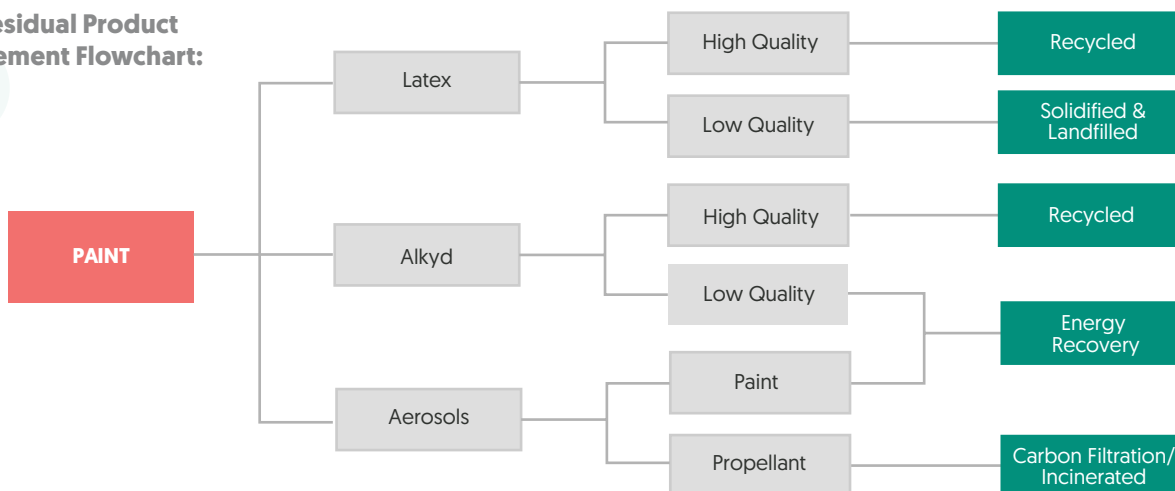 esidual Product
ement Flowchart:
PAINT
Latex
High Quality
Recycled
Low Quality
Solidified &
Landfilled
Alkyd
High Quality
Recycled
Low Quality
Energy
Recovery
Aerosols
Paint
Propellant
Carbon Filtration/
Incinerated